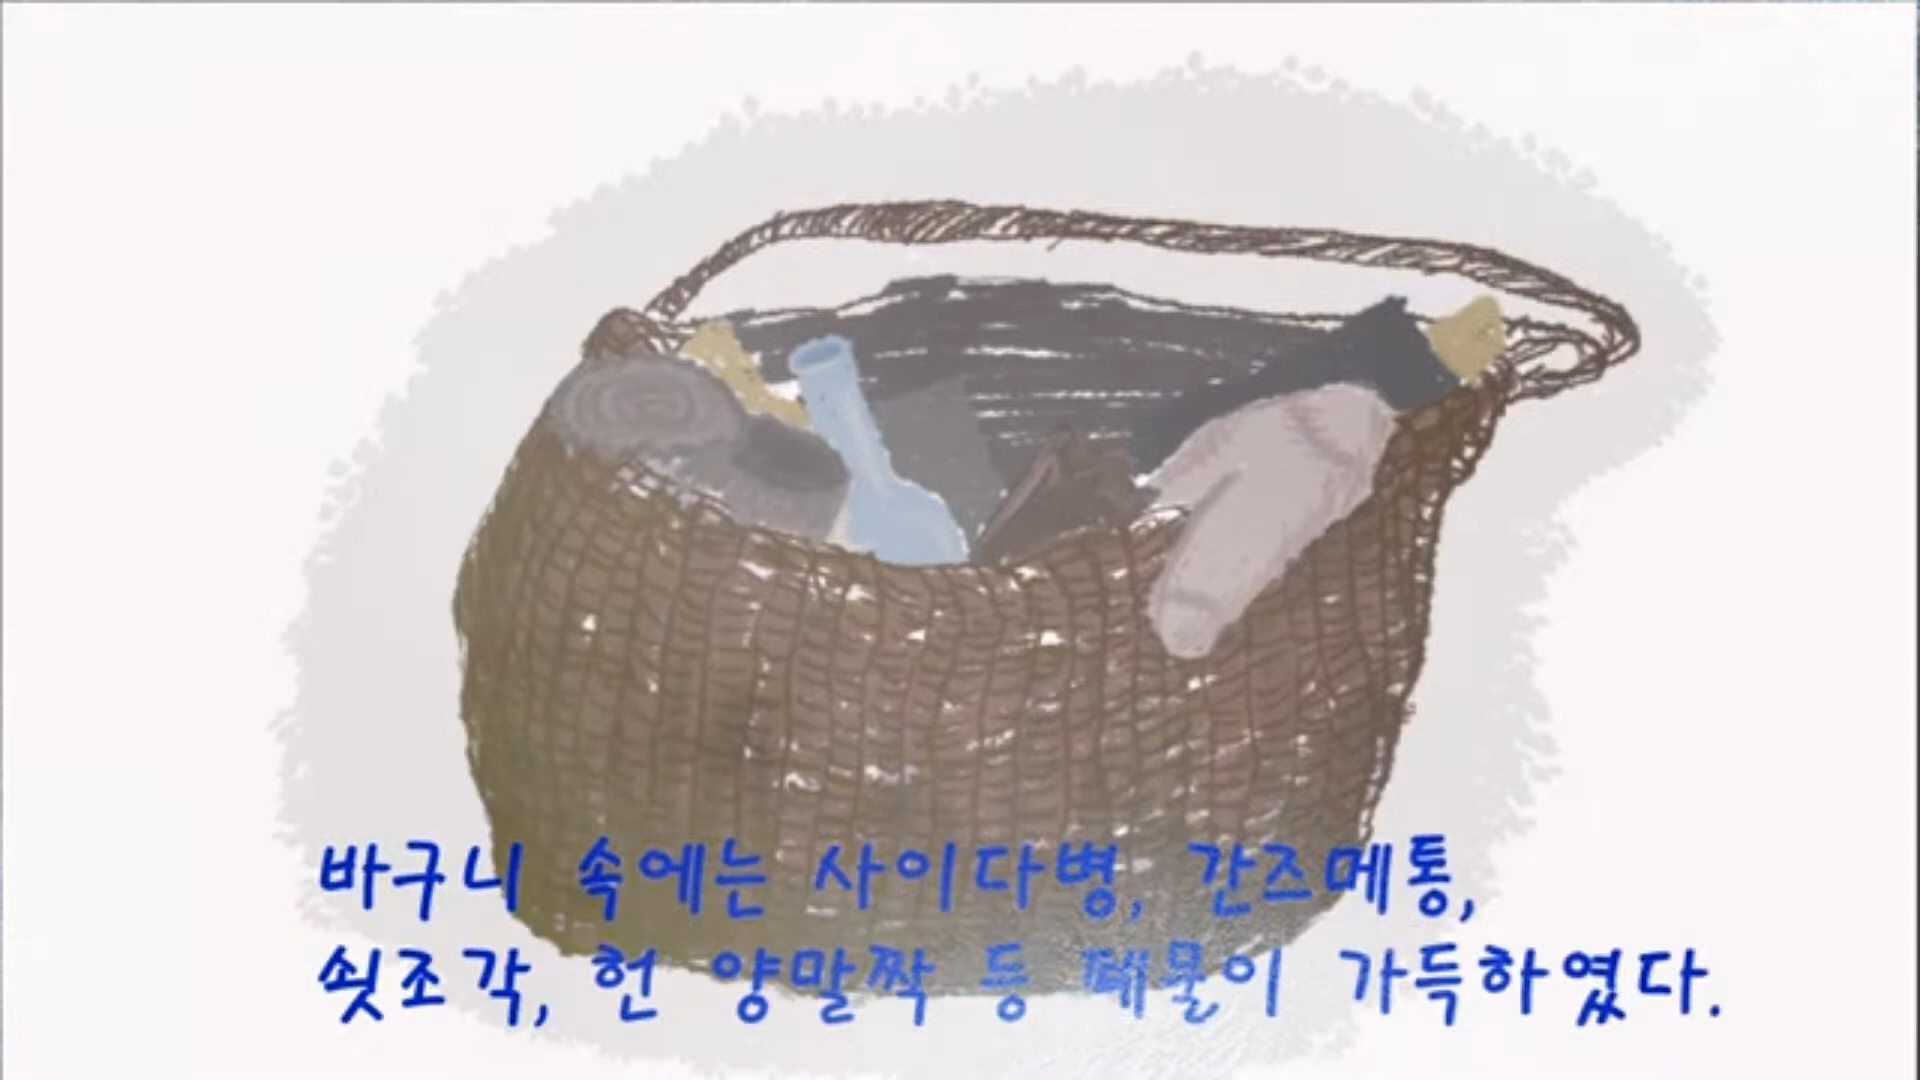 바구니 속에는 사이다병, 간즈메통,
쇳조각, 헌 양말짝 등 폐물이 가득하였다.